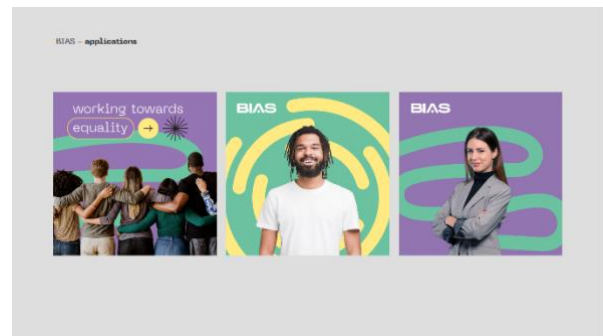 BIAS – applications
working towards
equality →
BIAS
BIAS